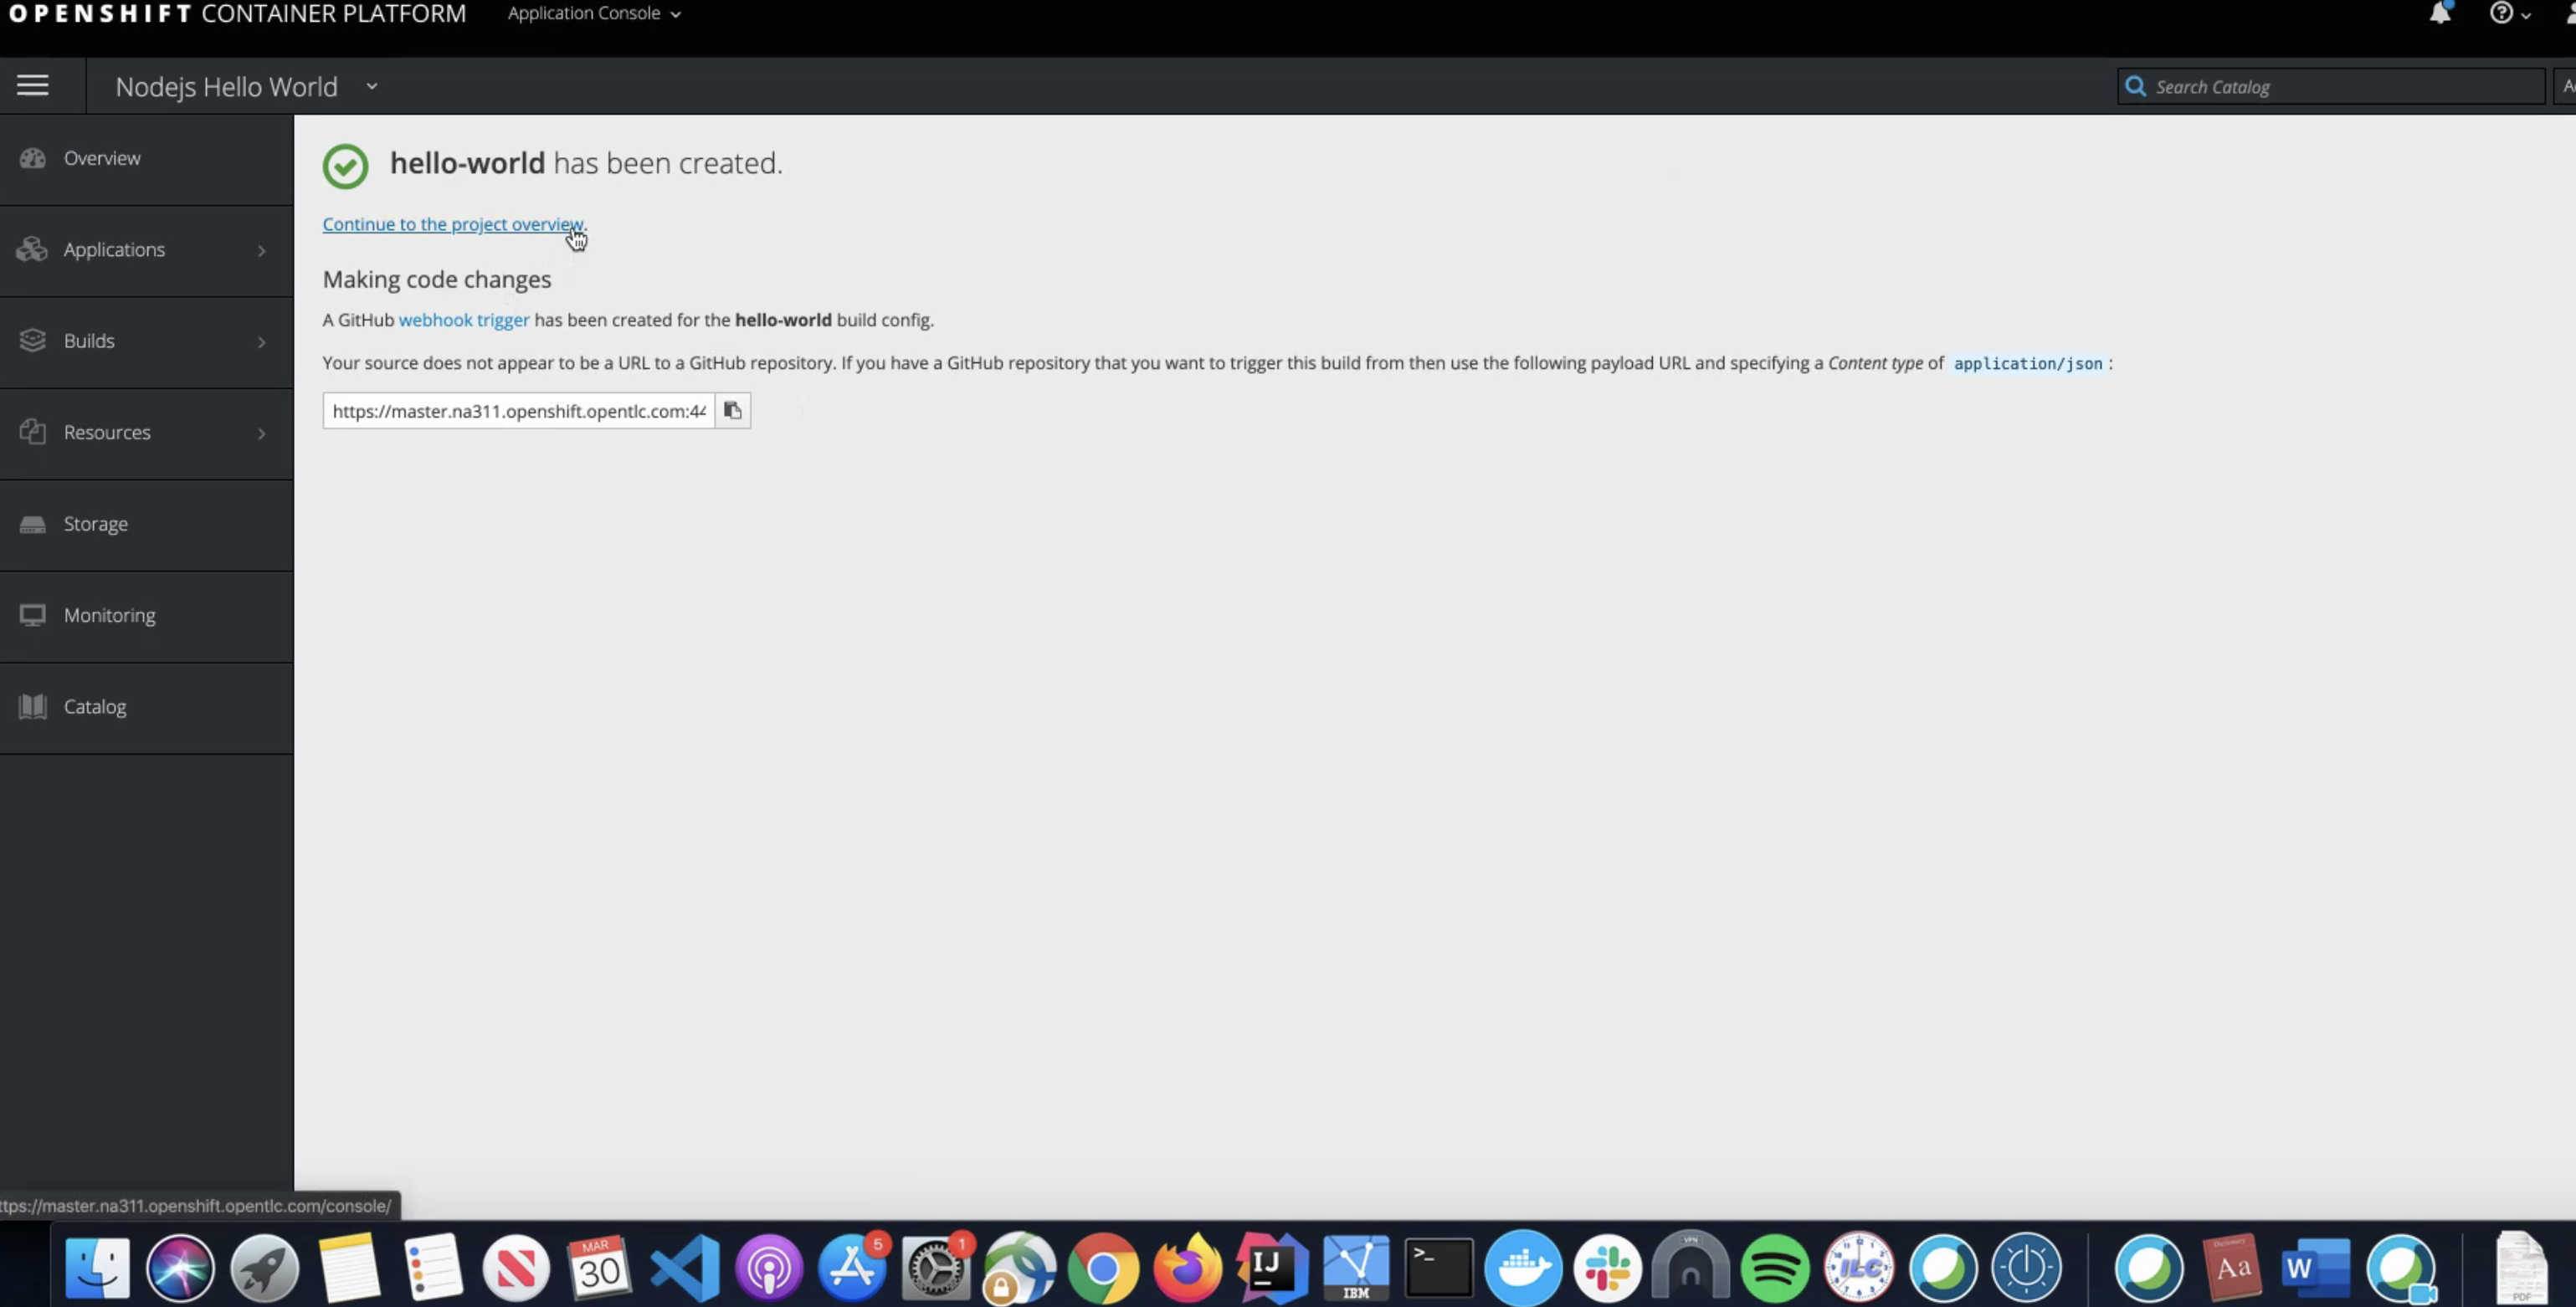 OPENSHIFT CONTAINER PLATFORM Application Console
Nodejs Hello World
Search Catalog
Overview
Applications
Builds
Resources
Storage
Monitoring
Catalog
hello-world has been created.
Continue to the project overview.
Making code changes
A GitHub webhook trigger has been created for the hello-world build config.
Your source does not appear to be a URL to a GitHub repository. If you have a GitHub repository that you want to trigger this build from then use the following payload URL and specifying a Content type of application/json :
https://master.na311.openshift.opentlc.com:44
ttps://master.na311.openshift.opentlc.com/console/
MAR
30
5
1
IJ
IBM
>_
VPN
ILC
Dictionary
Aa
W
PDF